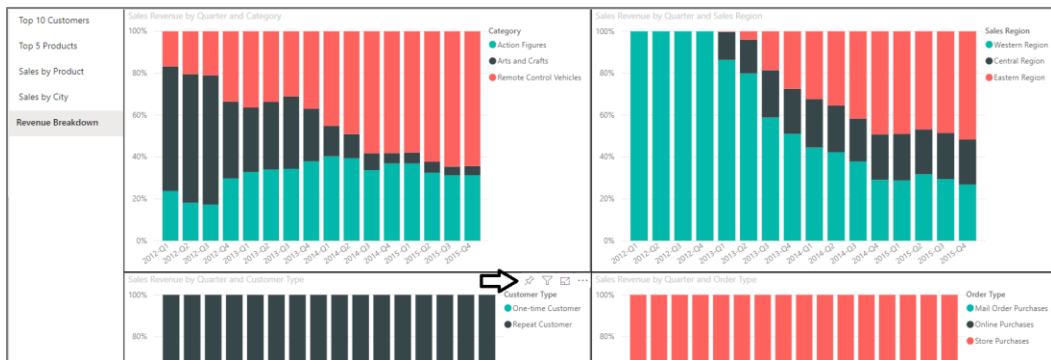 Top 10 Customers
Top 5 Products
Sales by Product
Sales by City
Revenue Breakdown
Sales Revenue by Quarter and Category
100%
80%
60%
40%
20%
0%
2012-Q1
2012-Q2
2012-Q3
2012-Q4
2013-Q1
2013-Q2
2013-Q3
2013-Q4
2014-Q1
2014-Q2
2014-Q3
2014-Q4
2015-Q1
2015-Q2
2015-Q3
2015-Q4
Category
Action Figures
Arts and Crafts
Remote Control Vehicles
Sales Revenue by Quarter and Sales Region
100%
80%
60%
40%
20%
0%
2012-Q1
2012-Q2
2012-Q3
2012-Q4
2013-Q1
2013-Q2
2013-Q3
2013-Q4
2014-Q1
2014-Q2
2014-Q3
2014-Q4
2015-Q1
2015-Q2
2015-Q3
2015-Q4
Sales Region
Western Region
Central Region
Eastern Region
Sales Revenue by Quarter and Customer Type
100%
80%
Customer Type
One-time Customer
Repeat Customer
Sales Revenue by Quarter and Order Type
100%
80%
Order Type
Mail Order Purchases
Online Purchases
Store Purchases